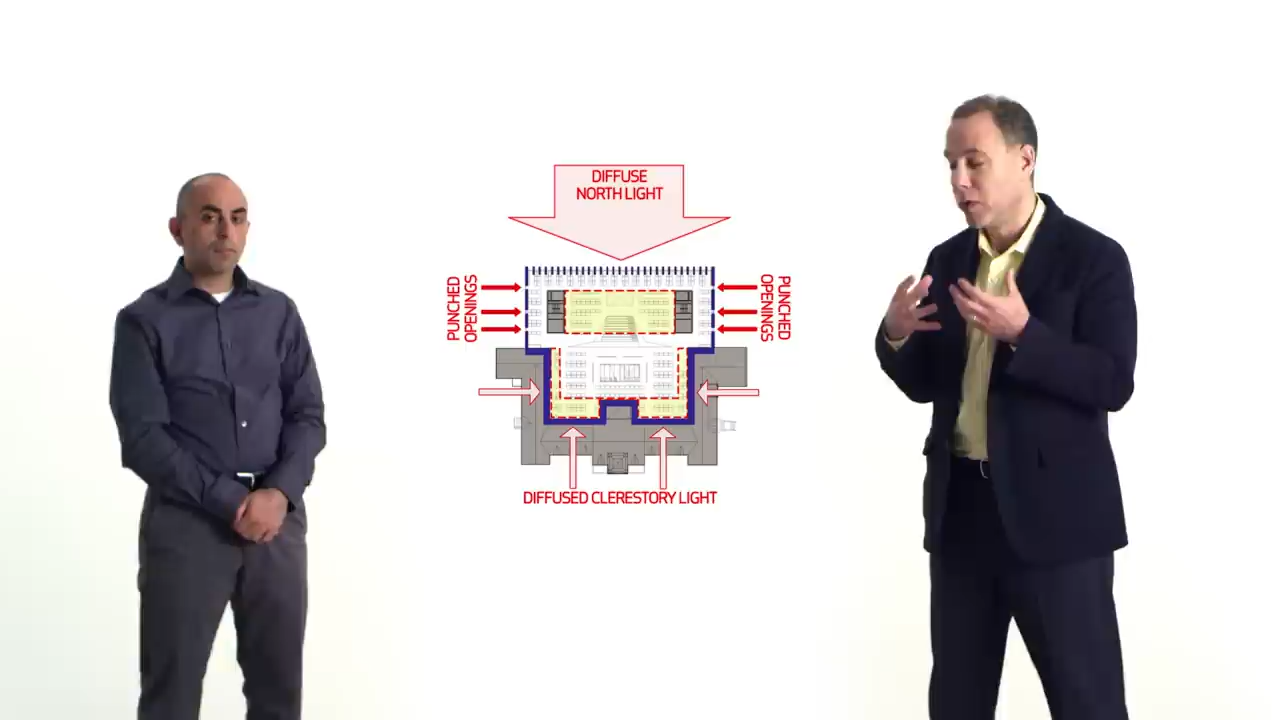 DIFFUSE
NORTH LIGHT
PUNCHED
OPENINGS
PUNCHED
OPENINGS
DIFFUSED CLERESTORY LIGHT